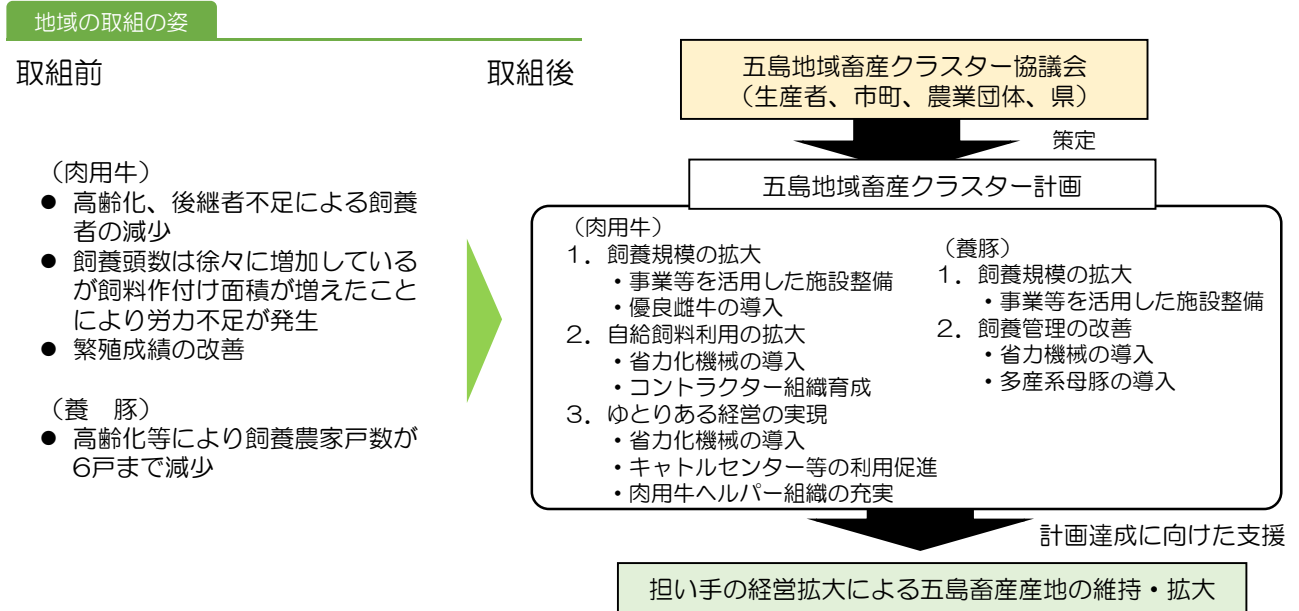 地域の取組の姿
取組前
取組後
（肉用牛）
● 高齢化、後継者不足による飼養
者の減少
● 飼養頭数は徐々に増加している
が飼料作付け面積が増えたこと
により労力不足が発生
● 繁殖成績の改善
（養　豚）
● 高齢化等により飼養農家戸数が
6戸まで減少
五島地域畜産クラスター協議会
（生産者、市町、農業団体、県）
策定
五島地域畜産クラスター計画
（肉用牛）
１．飼養規模の拡大
・事業等を活用した施設整備
・優良雌牛の導入
２．自給飼料利用の拡大
・省力化機械の導入
・コントラクター組織育成
３．ゆとりある経営の実現
・省力化機械の導入
・キャトルセンター等の利用促進
・肉用牛ヘルパー組織の充実
（養豚）
１．飼養規模の拡大
・事業等を活用した施設整備
２．飼養管理の改善
・省力機械の導入
・多産系母豚の導入
計画達成に向けた支援
担い手の経営拡大による五島畜産産地の維持・拡大